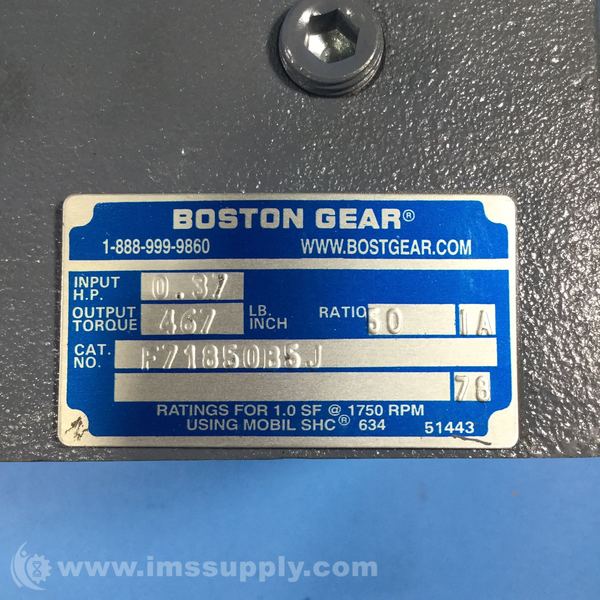 BOSTON GEAR®
1-888-999-9860 WWW.BOSTGEAR.COM
INPUT H.P. 0.37
OUTPUT TORQUE 467 LB. INCH RATIO 50 1A
CAT. NO. F71850B5J
78
RATINGS FOR 1.0 SF @ 1750 RPM
USING MOBIL SHC® 634 51443
© www.imssupply.com